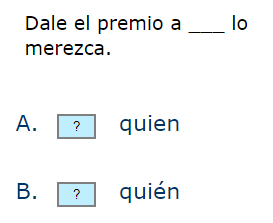 Dale el premio a ___ lo
merezca.
A. ? quien
B. ? quién